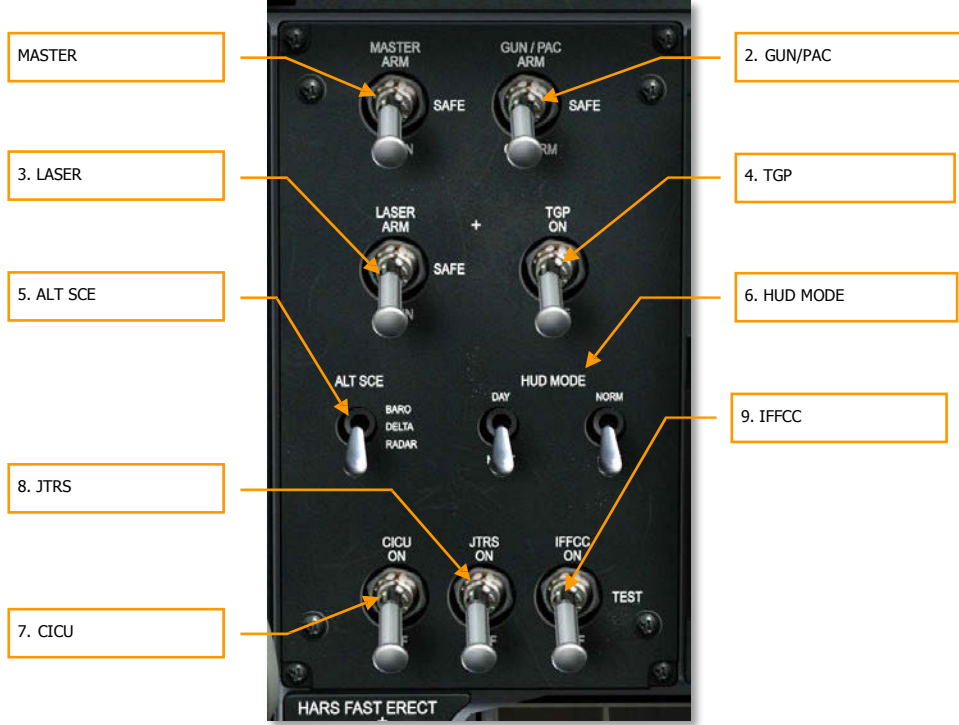 MASTER
2. GUN/PAC
3. LASER
4. TGP
5. ALT SCE
6. HUD MODE
9. IFFCC
8. JTRS
7. CICU
MASTER
ARM
SAFE
GUN / PAC
ARM
SAFE
LASER
ARM
SAFE
TGP
ON
ALT SCE
BARO
DELTA
RADAR
HUD MODE
DAY
NORM
CICU
ON
JTRS
ON
IFFCC
ON
TEST
HARS FAST ERECT